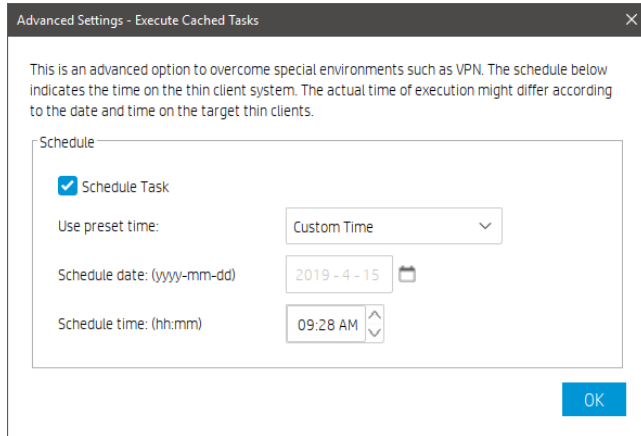 Advanced Settings - Execute Cached Tasks
This is an advanced option to overcome special environments such as VPN. The schedule below
indicates the time on the thin client system. The actual time of execution might differ according
to the date and time on the target thin clients.
Schedule
Schedule Task
Use preset time:
Custom Time
Schedule date: (yyyy-mm-dd)
2019 - 4 - 15
Schedule time: (hh:mm)
09:28 AM
OK